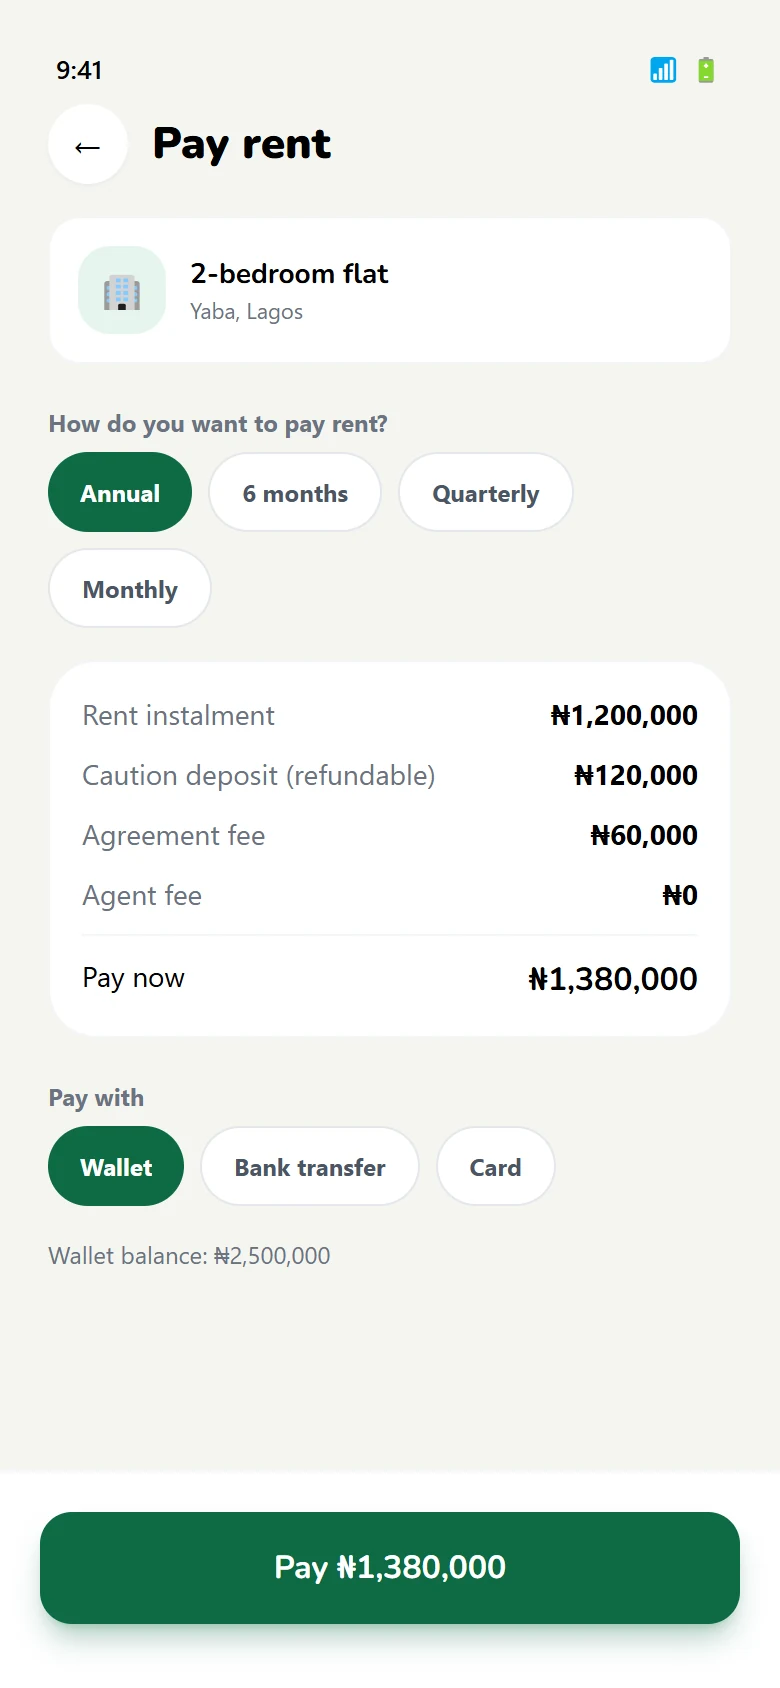 9:41
← Pay rent
2-bedroom flat
Yaba, Lagos
How do you want to pay rent?
Annual 6 months Quarterly
Monthly
Rent instalment ₦1,200,000
Caution deposit (refundable) ₦120,000
Agreement fee ₦60,000
Agent fee ₦0
Pay now ₦1,380,000
Pay with
Wallet Bank transfer Card
Wallet balance: ₦2,500,000
Pay ₦1,380,000